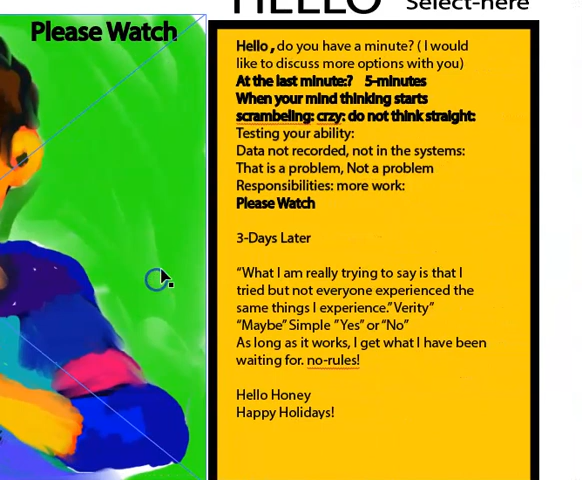 HELLO Select-here
Please Watch
Hello , do you have a minute? ( I would
like to discuss more options with you)
At the last minute:? 5-minutes
When your mind thinking starts
scrambeling: crzy: do not think straight:
Testing your ability:
Data not recorded, not in the systems:
That is a problem, Not a problem
Responsibilities: more work:
Please Watch
3-Days Later
“What I am really trying to say is that I
tried but not everyone experienced the
same things I experience.” Verity”
“Maybe” Simple ”Yes” or “No”
As long as it works, I get what I have been
waiting for. no-rules!
Hello Honey
Happy Holidays!